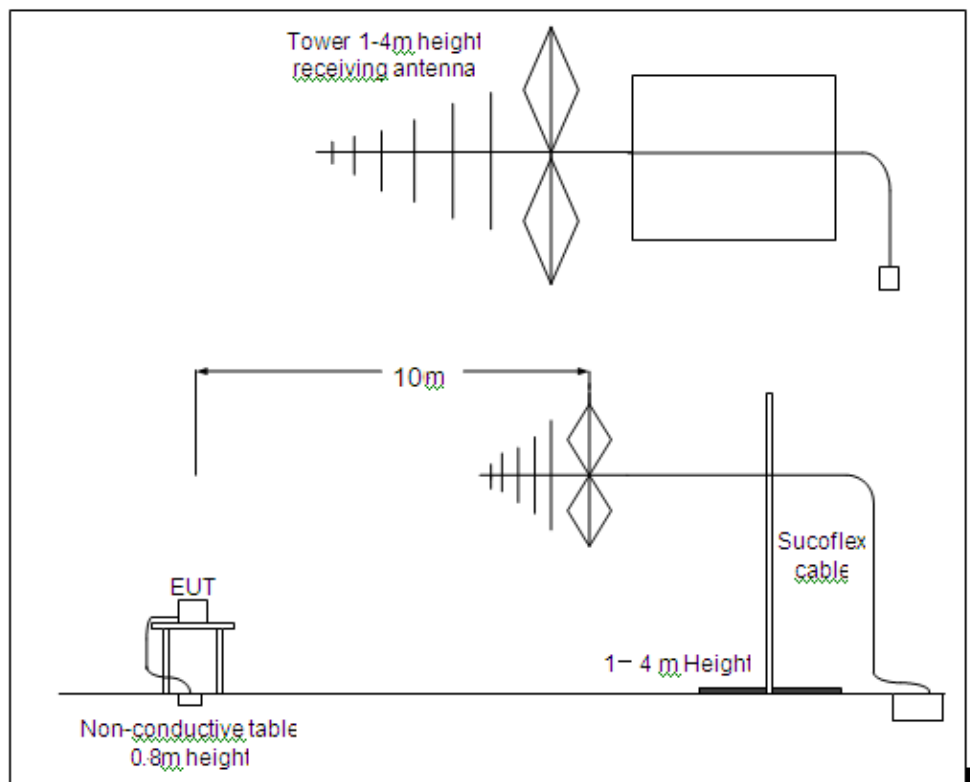 Tower 1-4m height
receiving antenna
10m
EUT
Sucoflex
cable
1– 4 m Height
Non-conductive table
0.8m height